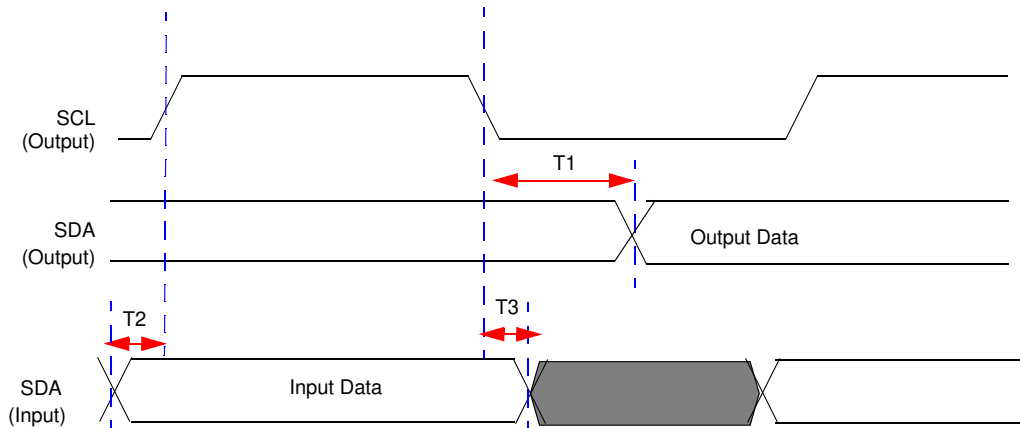 SCL
(Output)
T1
SDA
(Output)
Output Data
T2
T3
SDA
(Input)
Input Data